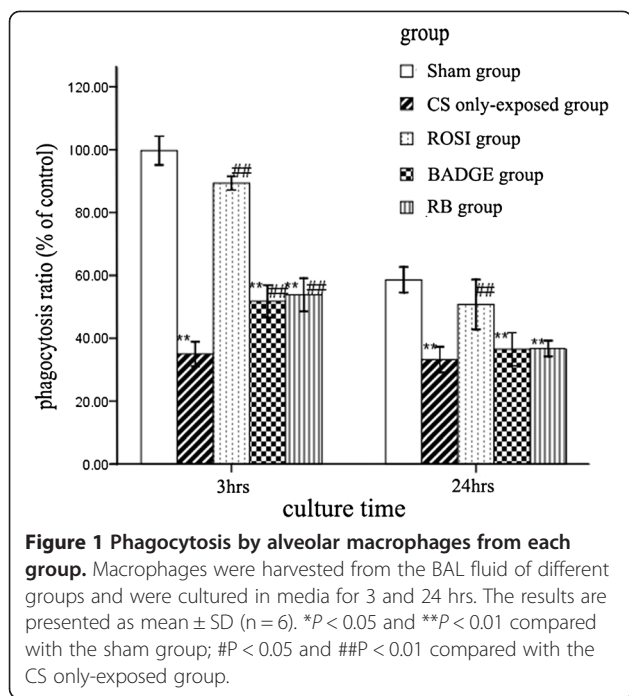 group
Sham group
CS only-exposed group
ROSI group
BADGE group
RB group
phagocytosis ratio (% of control)
120.00
100.00
80.00
60.00
40.00
20.00
0.00
**
##
**
##
**
##
**
##
**
**
3hrs
24hrs
culture time
Figure 1 Phagocytosis by alveolar macrophages from each
group. Macrophages were harvested from the BAL fluid of different
groups and were cultured in media for 3 and 24 hrs. The results are
presented as mean ± SD (n = 6). *P < 0.05 and **P < 0.01 compared
with the sham group; #P < 0.05 and ##P < 0.01 compared with the
CS only-exposed group.